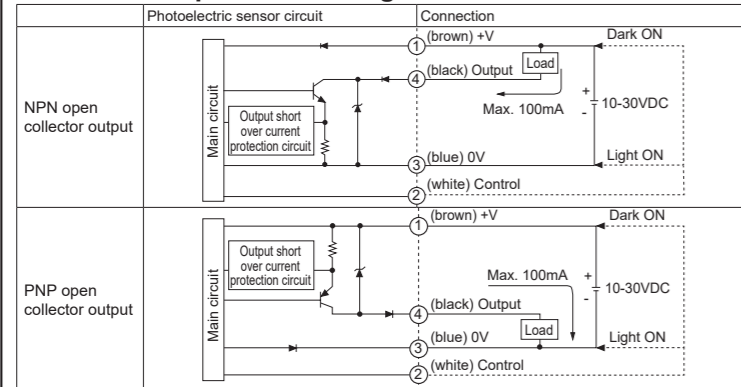 Photoelectric sensor circuit
Connection
NPN open
collector output
Main circuit
Output short
over current
protection circuit
1 (brown) +V
4 (black) Output
Load
Max. 100mA
+
-
10-30VDC
Dark ON
Light ON
3 (blue) 0V
2 (white) Control
PNP open
collector output
Main circuit
Output short
over current
protection circuit
1 (brown) +V
Dark ON
Max. 100mA
+
-
10-30VDC
4 (black) Output
Load
3 (blue) 0V
Light ON
2 (white) Control